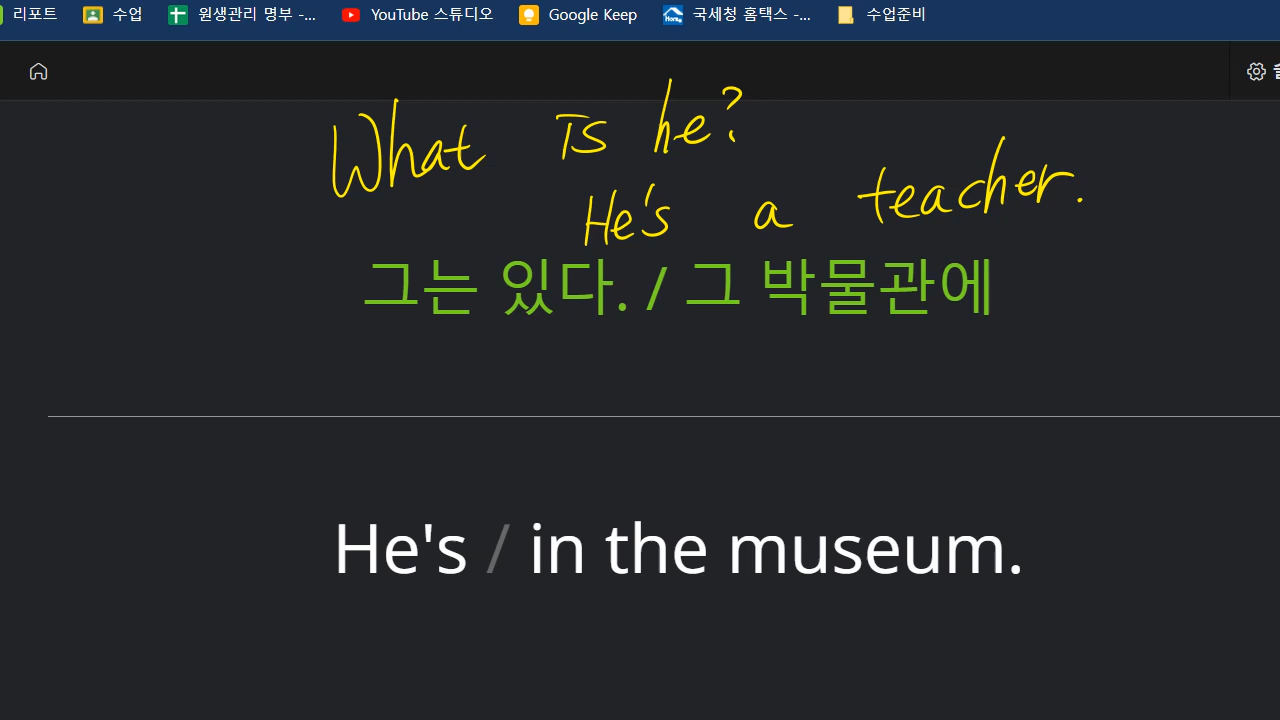 리포트 수업 원생관리 명부 -... YouTube 스튜디오 Google Keep 국세청 홈택스 -... 수업준비
What is he?
He's a teacher.
그는 있다. / 그 박물관에
He's / in the museum.